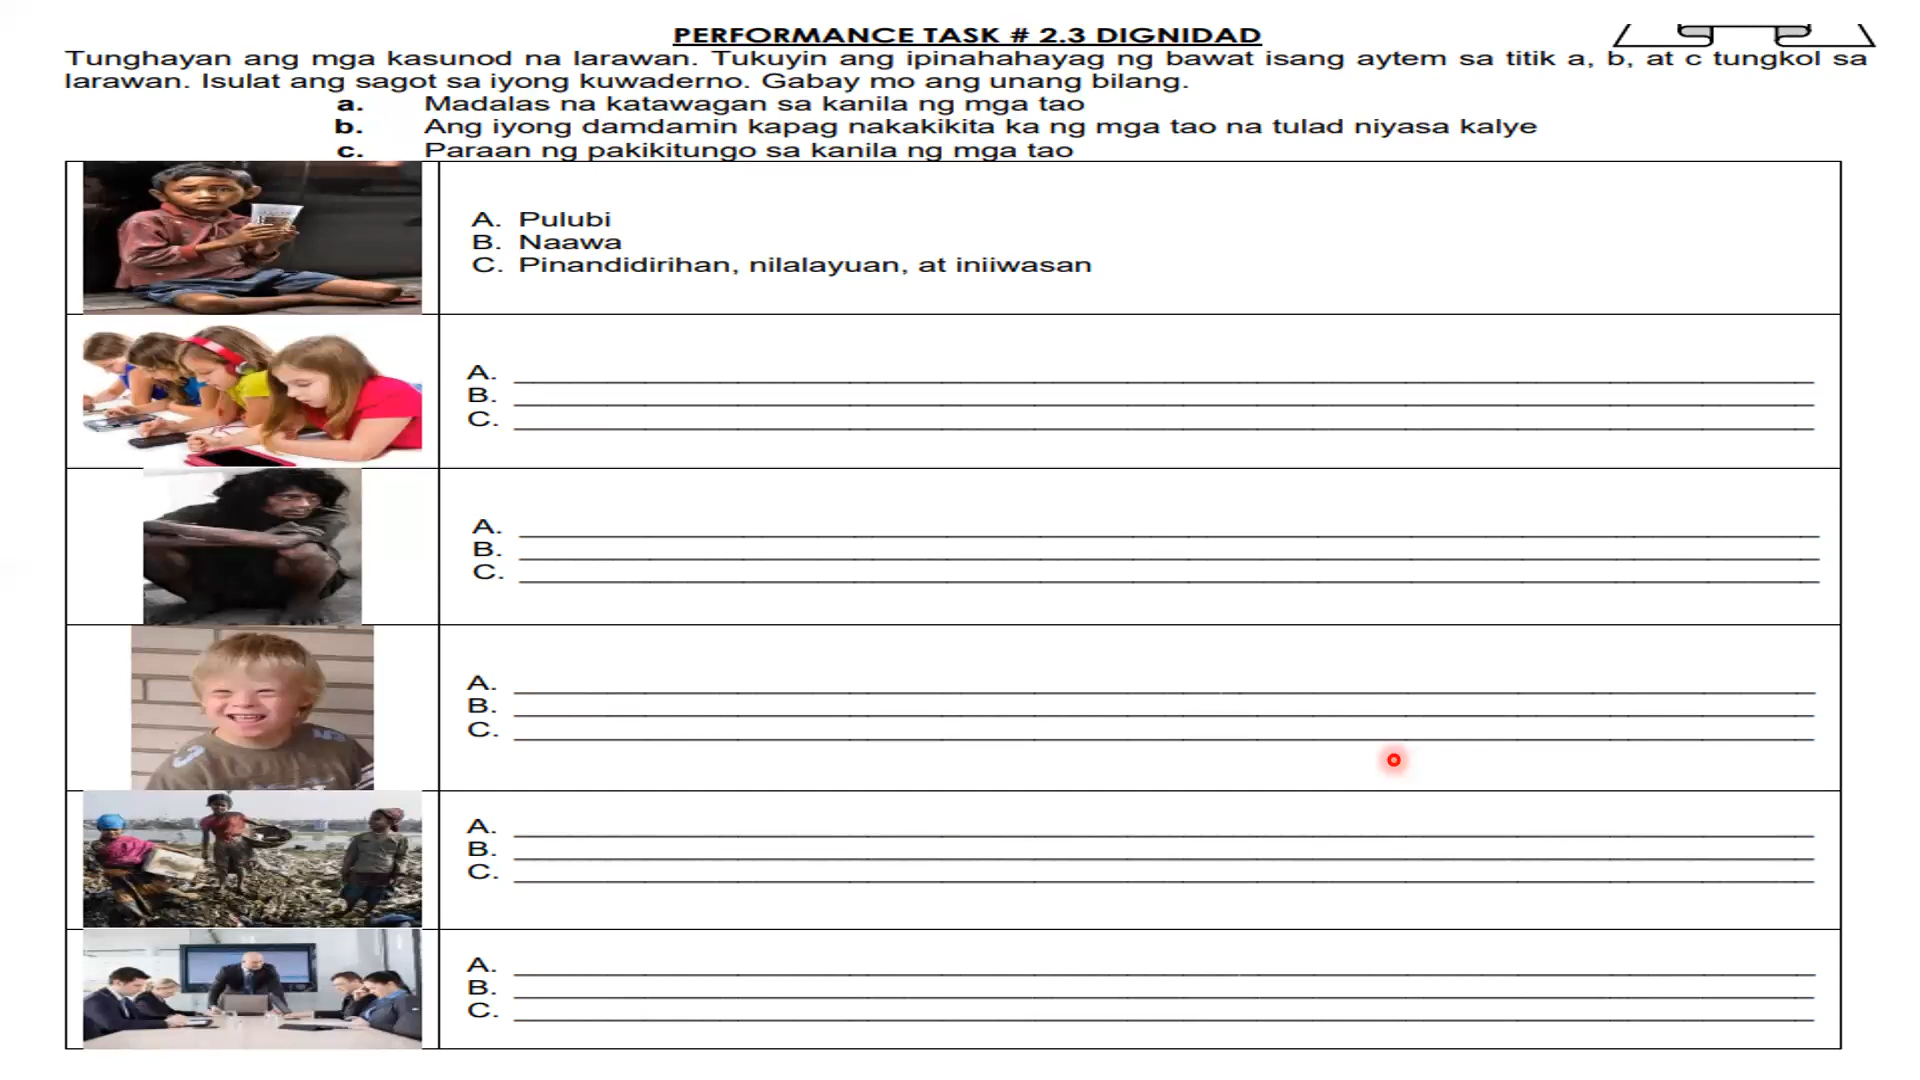 PERFORMANCE TASK # 2.3 DIGNIDAD
Tunghayan ang mga kasunod na larawan. Tukuyin ang ipinahahayag ng bawat isang aytem sa titik a, b, at c tungkol sa
larawan. Isulat ang sagot sa iyong kuwaderno. Gabay mo ang unang bilang.
a. Madalas na katawagan sa kanila ng mga tao
b. Ang iyong damdamin kapag nakakikita ka ng mga tao na tulad niyasa kalye
c. Paraan ng pakikitungo sa kanila ng mga tao
A. Pulubi
B. Naawa
C. Pinandidirihan, nilalayuan, at iniiwasan
A.
B.
C.
A.
B.
C.
A.
B.
C.
A.
B.
C.
A.
B.
C.